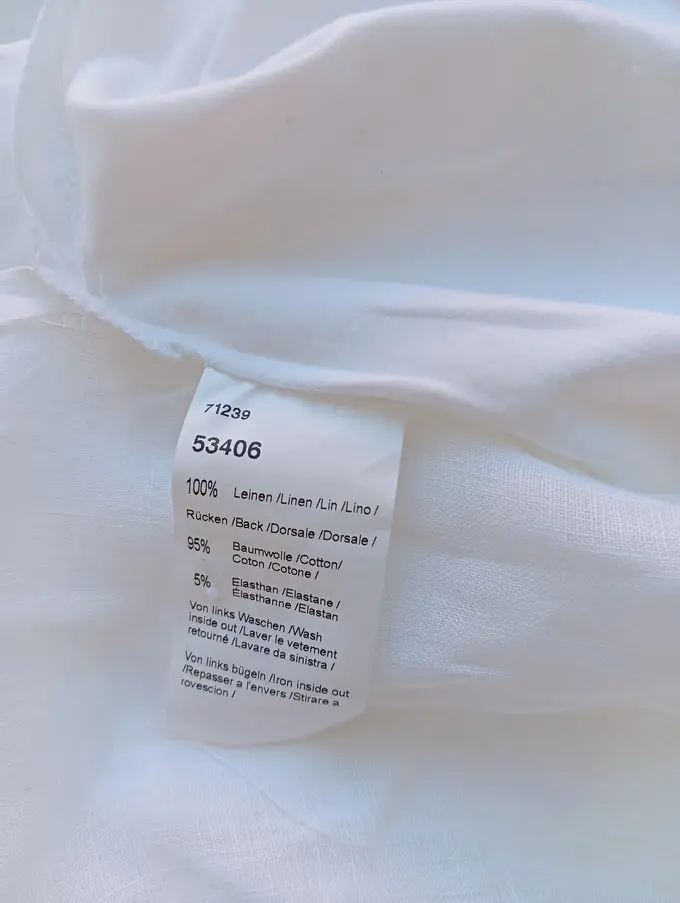 71239
53406
100% Leinen /Linen /Lin /Lino /
Rücken /Back /Dorsale /Dorsale /
95% Baumwolle /Cotton/
Coton /Cotone /
5% Elasthan /Elastane /
Élasthanne /Elastan
Von links Waschen /Wash
inside out /Laver le vetement
retourné /Lavare da sinistra /
Von links bügeln /Iron inside out
/Repasser a l'envers /Stirare a
rovescion /